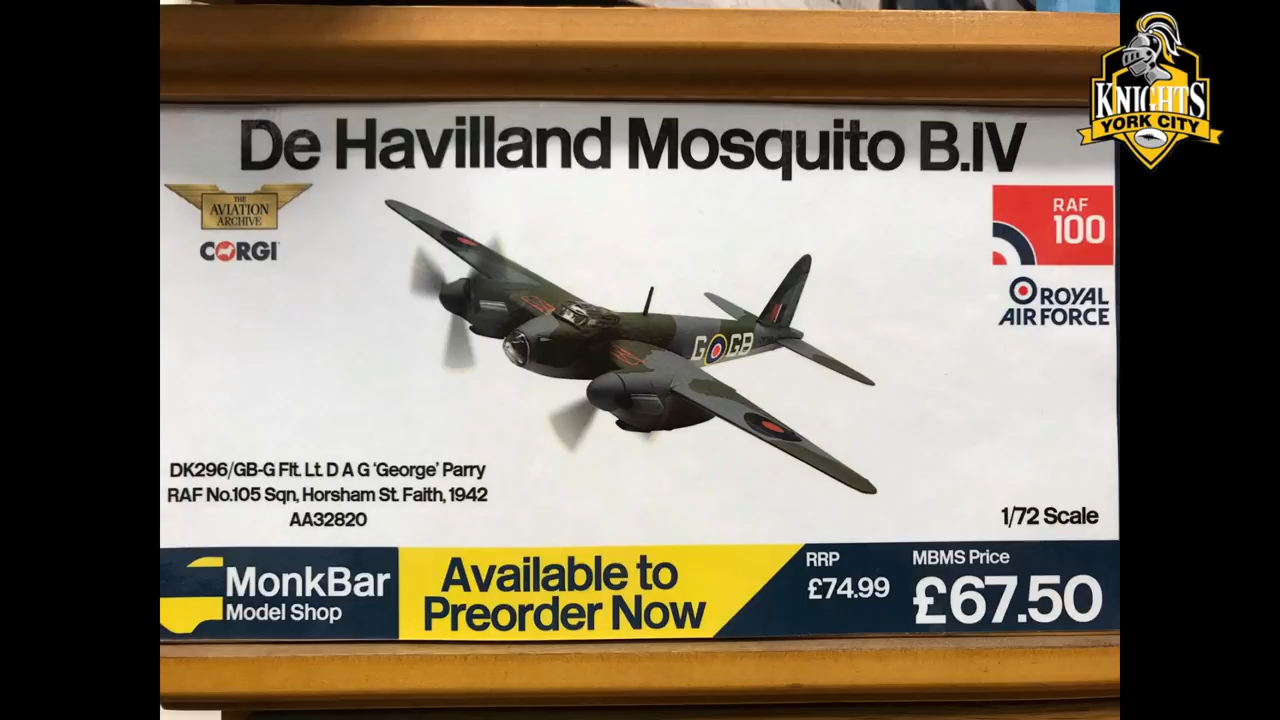 KNIGHTS
YORK CITY
De Havilland Mosquito B.IV
THE
AVIATION
ARCHIVE
CORGI
RAF
100
ROYAL
AIR FORCE
G GB
DK296/GB-G Flt. Lt. D A G 'George' Parry
RAF No.105 Sqn, Horsham St. Faith, 1942
AA32820
1/72 Scale
MonkBar
Model Shop
Available to
Preorder Now
RRP
£74.99
MBMS Price
£67.50